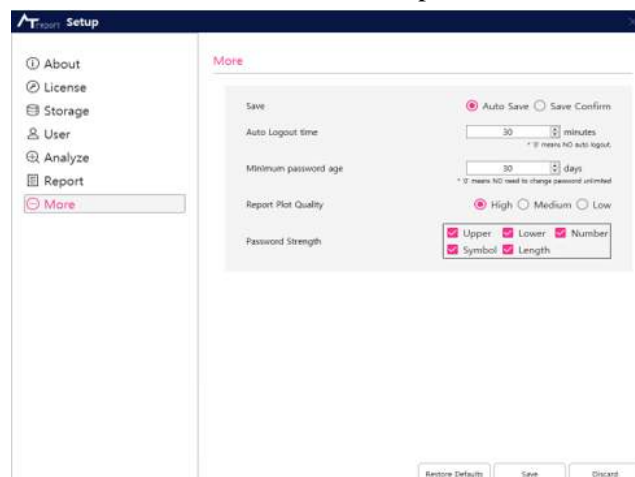 ATreport Setup
About
License
Storage
User
Analyze
Report
More
More
Save Auto Save Save Confirm
Auto Logout time 30 minutes
* '0' means NO auto logout.
Minimum password age 30 days
* '0' means NO need to change password unlimited
Report Plot Quality High Medium Low
Password Strength Upper Lower Number
Symbol Length
Restore Defaults Save Discard